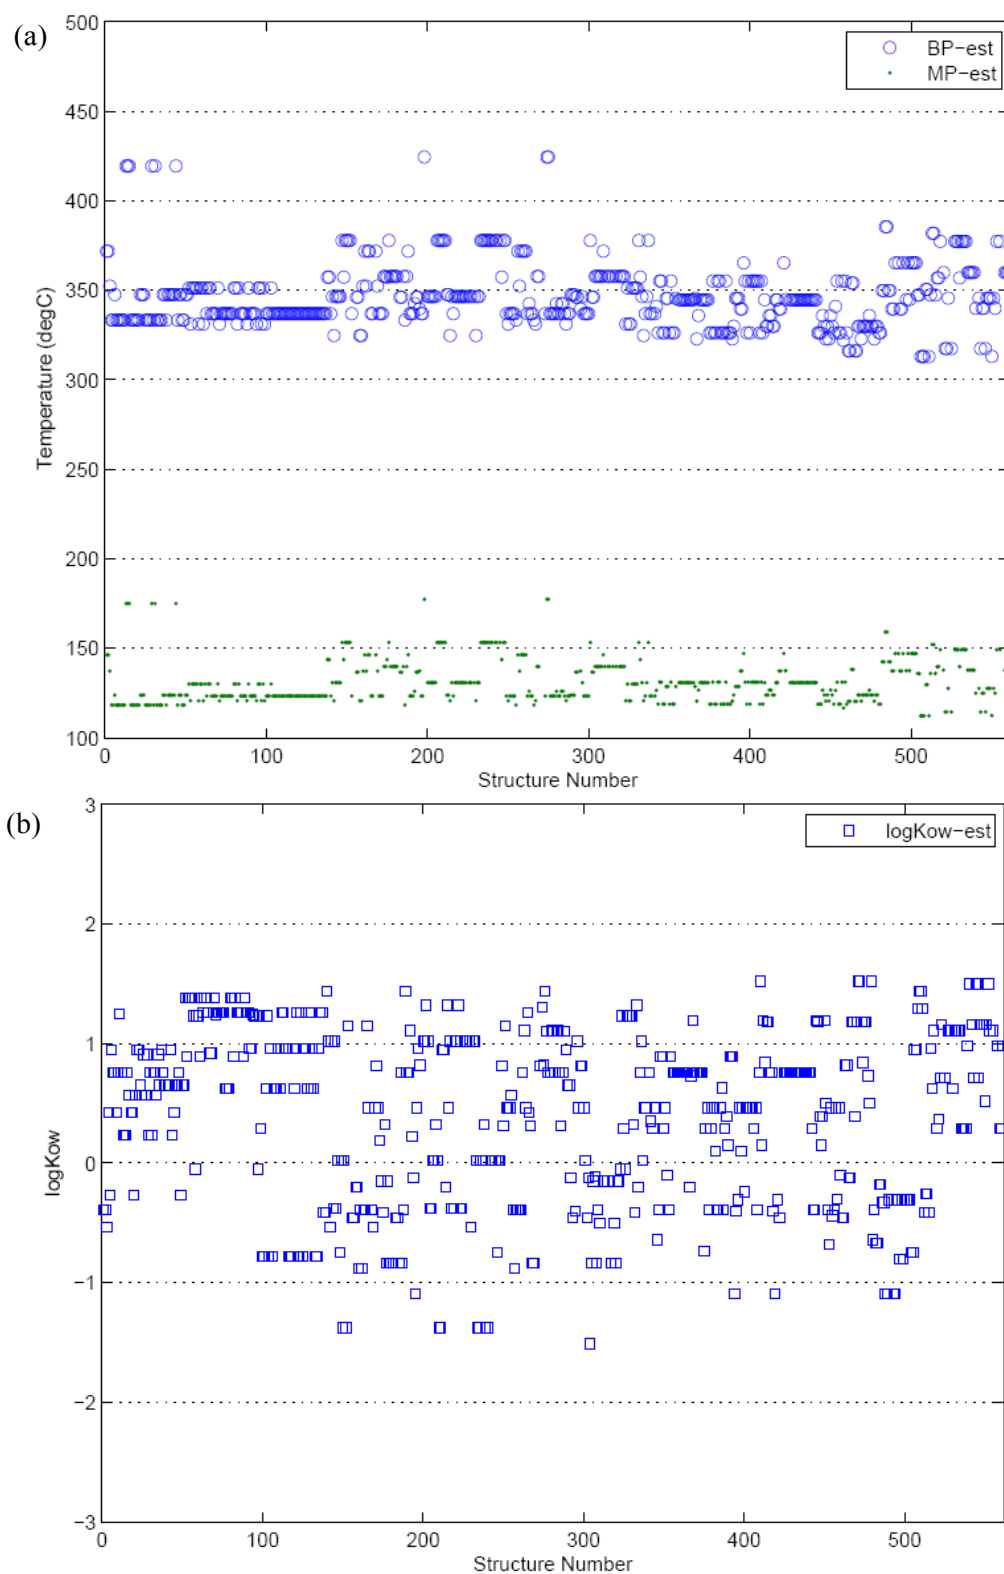 (a)
500
450
400
350
300
250
200
150
100
Temperature (degC)
BP-est
MP-est
0 100 200 300 400 500
Structure Number
(b)
3
2
1
0
−1
−2
−3
logKow
logKow-est
0 100 200 300 400 500
Structure Number